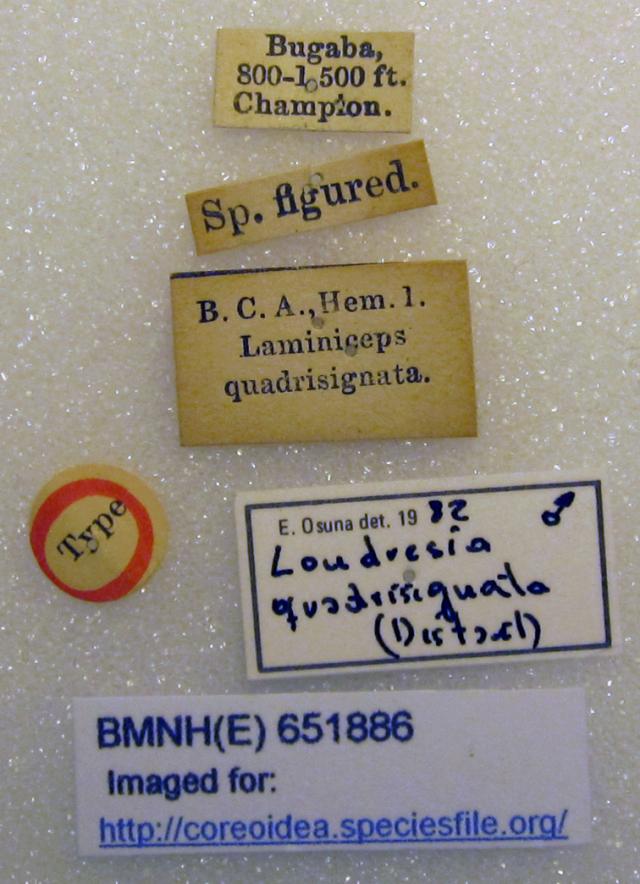 Bugaba,
800-1,500 ft.
Champion.
Sp. figured.
B. C. A., Hem. 1.
Laminiceps
quadrisignata.
Type
E. Osuna det. 1982 ♂
Londresia
quadrisignata
(Distant)
BMNH(E) 651886
Imaged for:
http://coreoidea.speciesfile.org/